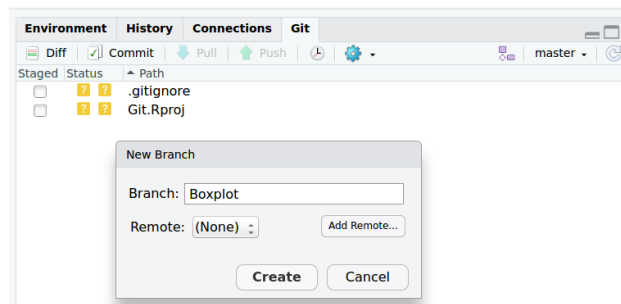 Environment History Connections Git
Diff Commit Pull Push master
Staged Status Path
? ? .gitignore
? ? Git.Rproj
New Branch
Branch: Boxplot
Remote: (None) Add Remote...
Create Cancel